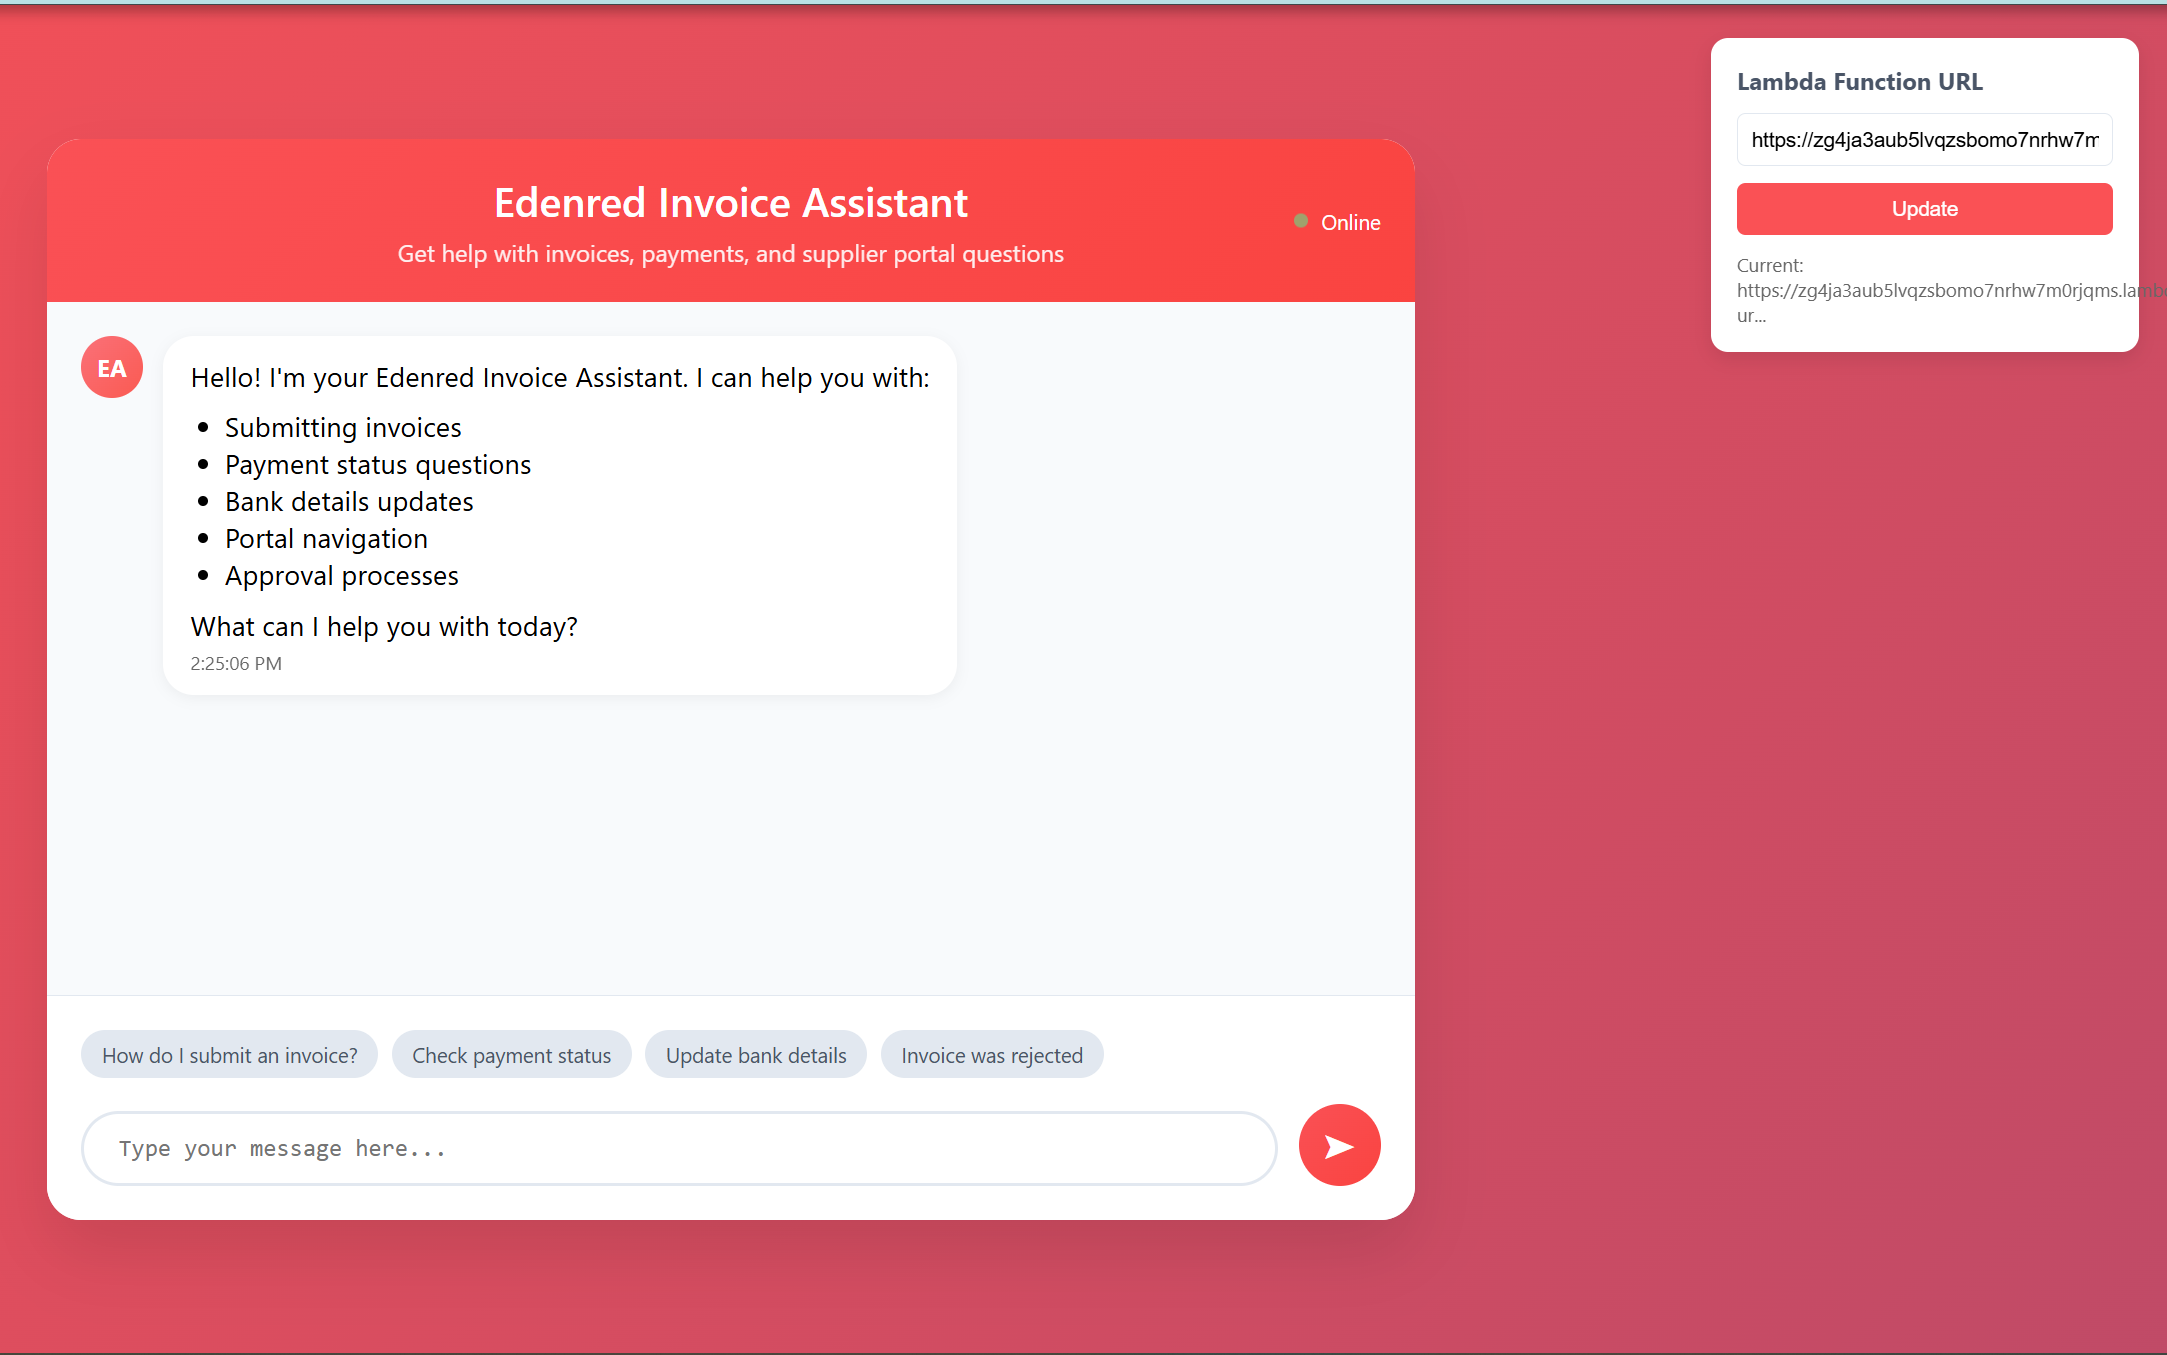 Lambda Function URL
https://zg4ja3aub5lvqzsbomo7nrhw7m
Update
Current:
https://zg4ja3aub5lvqzsbomo7nrhw7m0rjqms.lamb
ur...
Edenred Invoice Assistant
Get help with invoices, payments, and supplier portal questions
Online
EA
Hello! I'm your Edenred Invoice Assistant. I can help you with:
• Submitting invoices
• Payment status questions
• Bank details updates
• Portal navigation
• Approval processes
What can I help you with today?
2:25:06 PM
How do I submit an invoice?
Check payment status
Update bank details
Invoice was rejected
Type your message here...